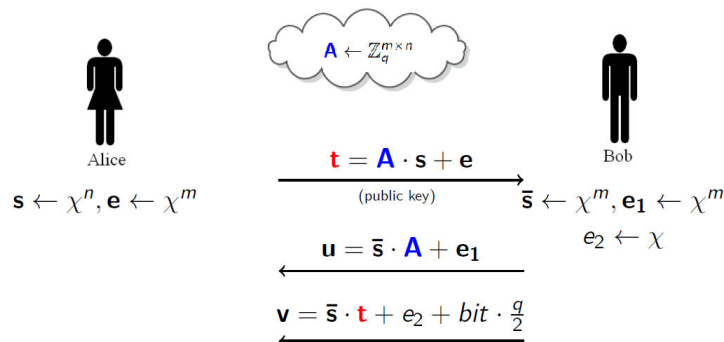 A ← ℤ_q^{m×n}
Alice
Bob
t = A · s + e
(public key)
s ← χ^n, e ← χ^m
s̄ ← χ^m, e₁ ← χ^m
e₂ ← χ
u = s̄ · A + e₁
v = s̄ · t + e₂ + bit · q/2